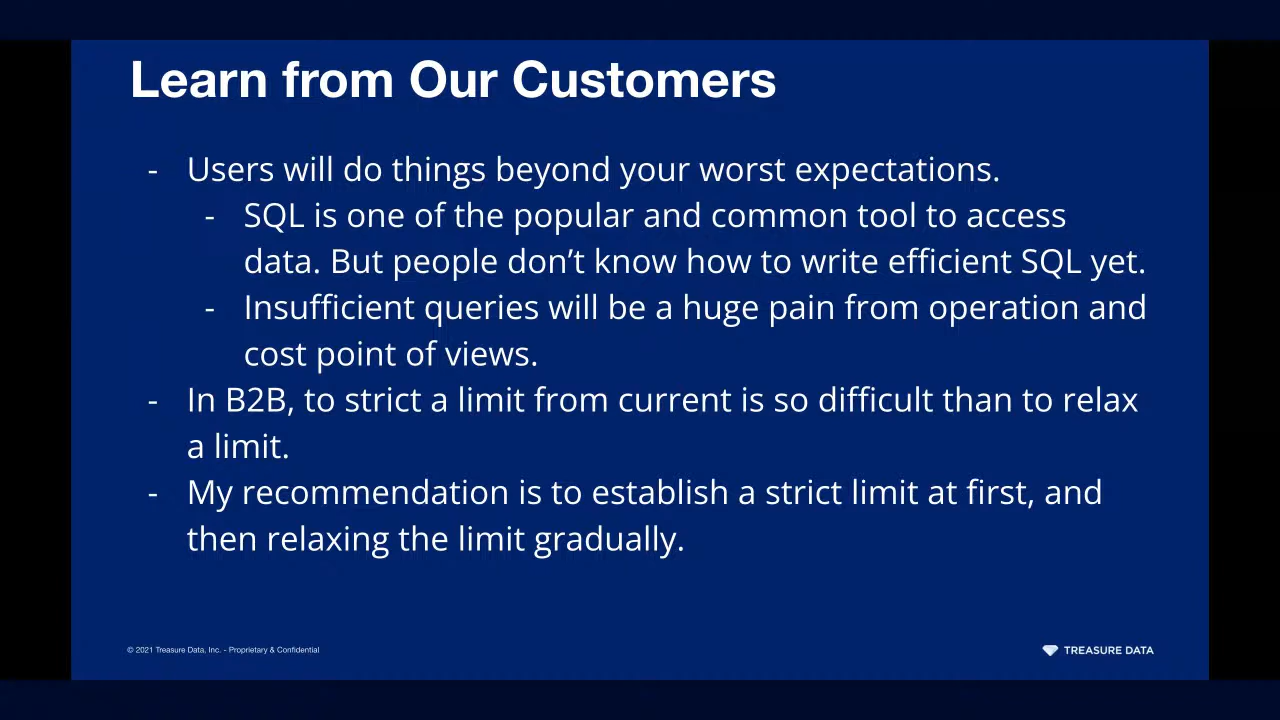 Learn from Our Customers
- Users will do things beyond your worst expectations.
- SQL is one of the popular and common tool to access
data. But people don’t know how to write efficient SQL yet.
- Insufficient queries will be a huge pain from operation and
cost point of views.
- In B2B, to strict a limit from current is so difficult than to relax
a limit.
- My recommendation is to establish a strict limit at first, and
then relaxing the limit gradually.
© 2021 Treasure Data, Inc. - Proprietary & Confidential
TREASURE DATA